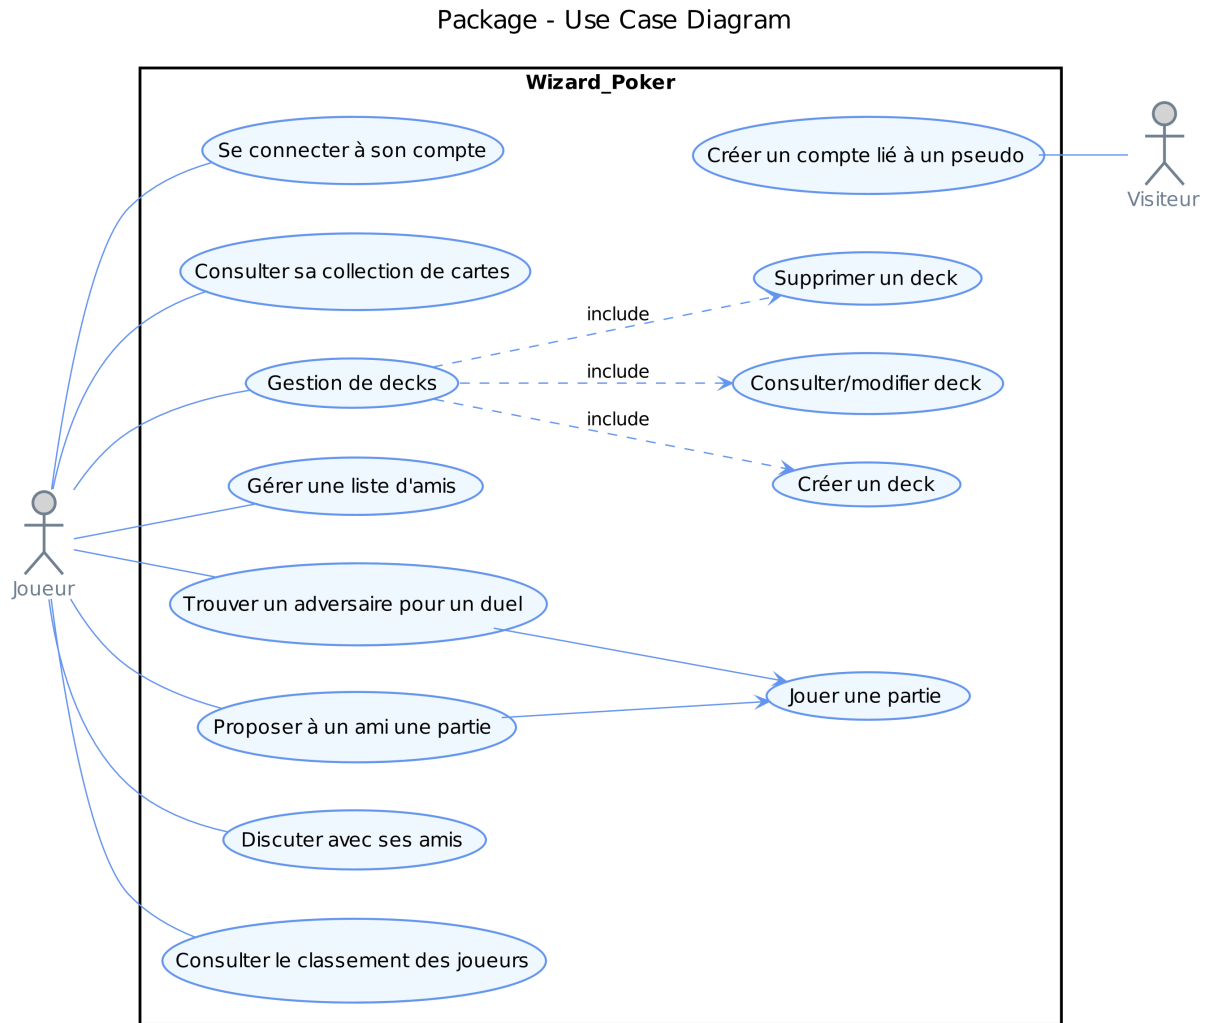 Package - Use Case Diagram
Wizard_Poker
Se connecter à son compte
Créer un compte lié à un pseudo
Visiteur
Consulter sa collection de cartes
Supprimer un deck
include
Gestion de decks
include
Consulter/modifier deck
include
Gérer une liste d'amis
Créer un deck
Joueur
Trouver un adversaire pour un duel
Jouer une partie
Proposer à un ami une partie
Discuter avec ses amis
Consulter le classement des joueurs